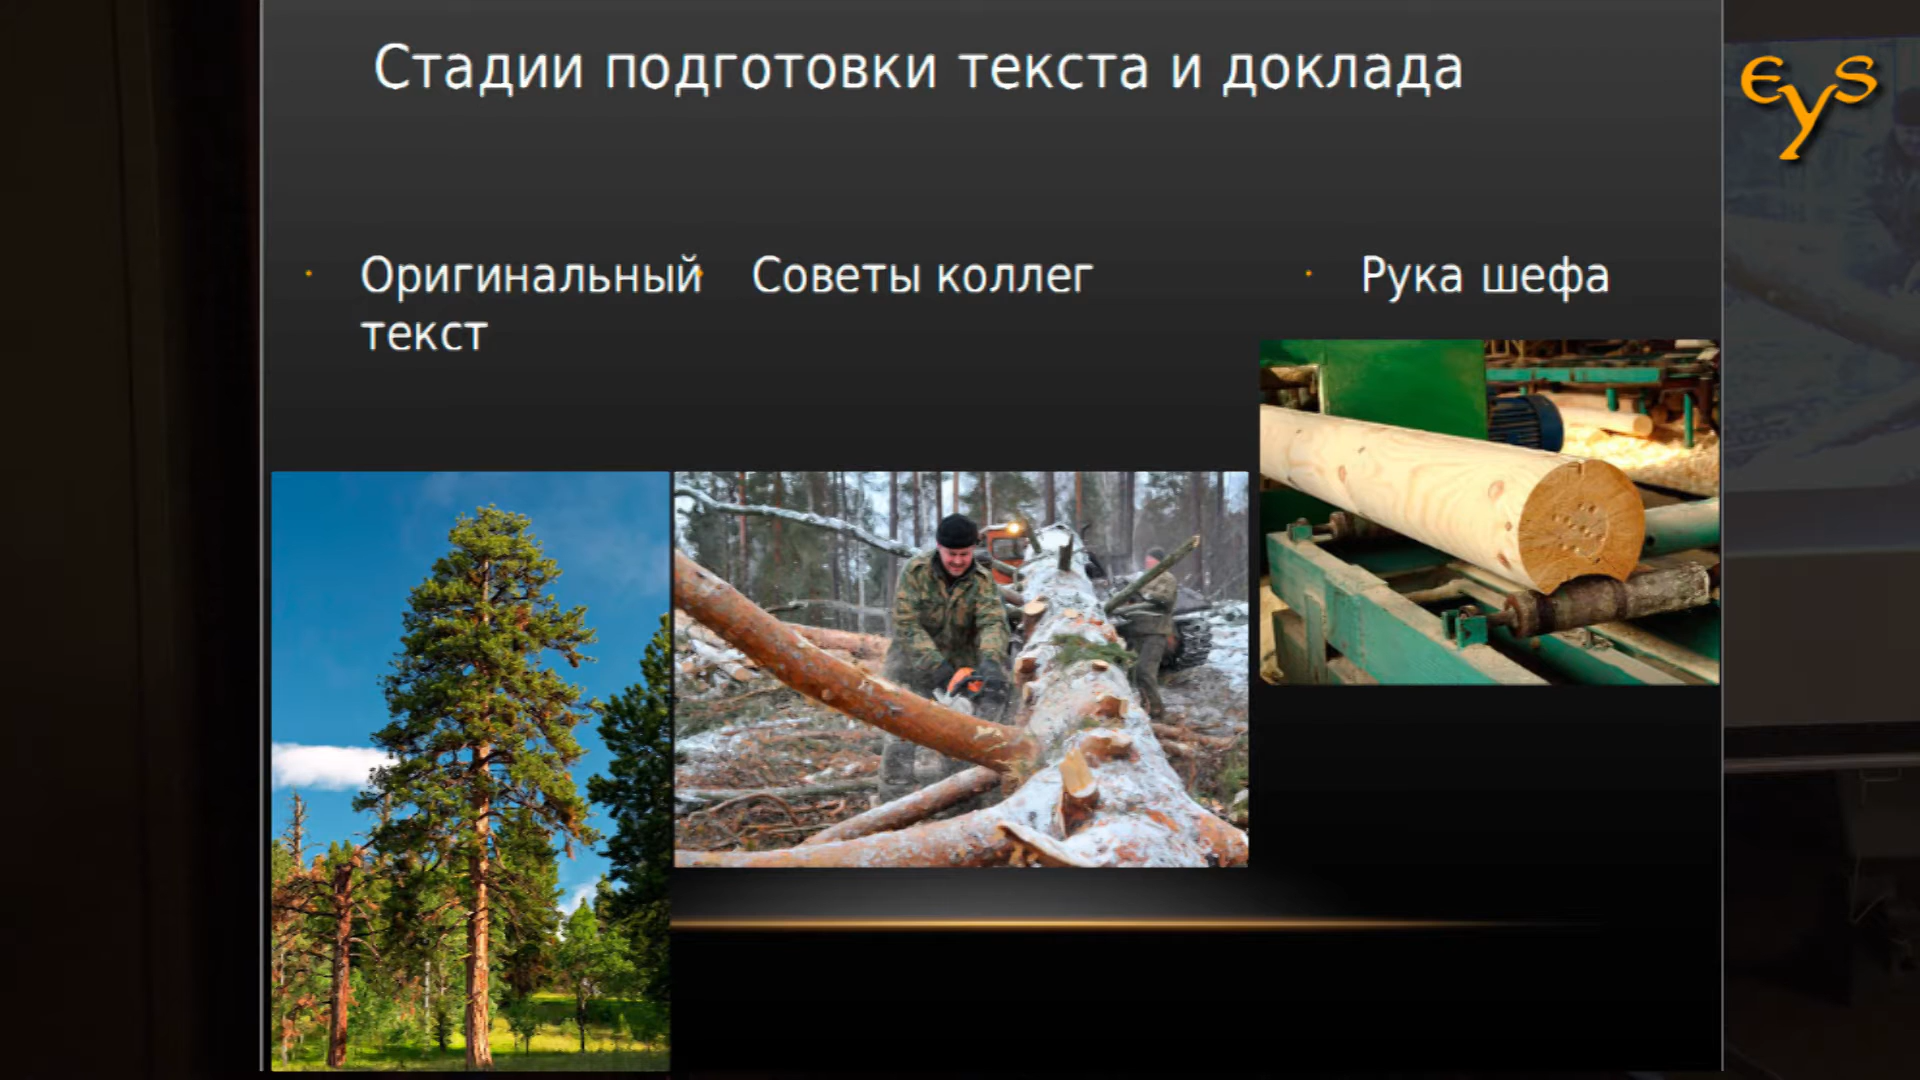 Стадии подготовки текста и доклада
eys
Оригинальный
текст
Советы коллег
Рука шефа